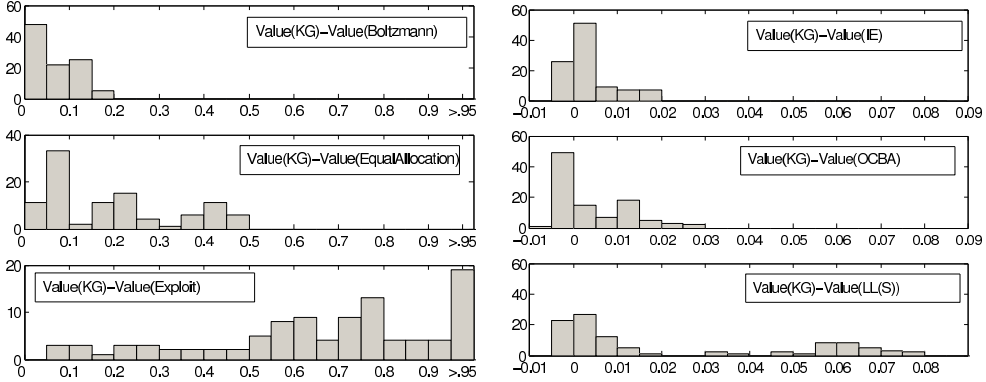 60
40
20
0
Value(KG)−Value(Boltzmann)
0 0.1 0.2 0.3 0.4 0.5 0.6 0.7 0.8 0.9 >.95
40
20
0
Value(KG)−Value(EqualAllocation)
0 0.1 0.2 0.3 0.4 0.5 0.6 0.7 0.8 0.9 >.95
20
10
0
Value(KG)−Value(Exploit)
0 0.1 0.2 0.3 0.4 0.5 0.6 0.7 0.8 0.9 >.95
60
40
20
0
Value(KG)−Value(IE)
−0.01 0 0.01 0.02 0.03 0.04 0.05 0.06 0.07 0.08 0.09
60
40
20
0
Value(KG)−Value(OCBA)
−0.01 0 0.01 0.02 0.03 0.04 0.05 0.06 0.07 0.08 0.09
60
40
20
0
Value(KG)−Value(LL(S))
−0.01 0 0.01 0.02 0.03 0.04 0.05 0.06 0.07 0.08